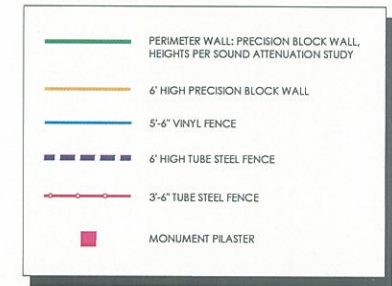 PERIMETER WALL: PRECISION BLOCK WALL,
HEIGHTS PER SOUND ATTENUATION STUDY
6' HIGH PRECISION BLOCK WALL
5'-6" VINYL FENCE
6' HIGH TUBE STEEL FENCE
3'-6" TUBE STEEL FENCE
MONUMENT PILASTER